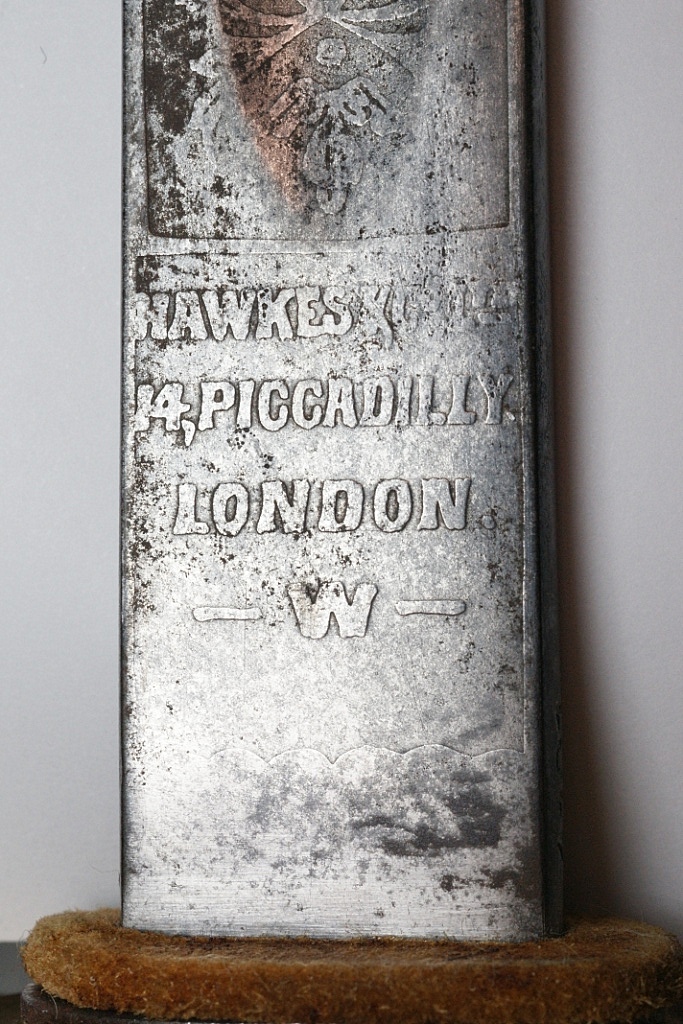 HAWKES &
14, PICCADILLY.
LONDON.
— W —